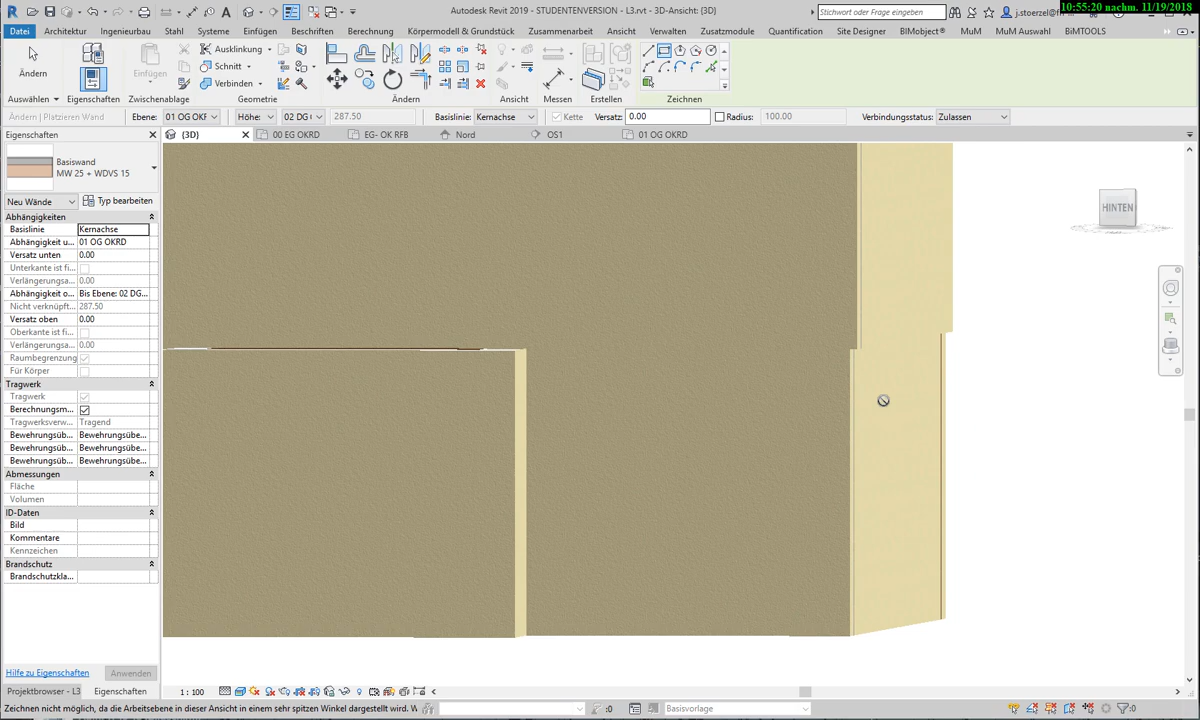 Autodesk Revit 2019 - STUDENTENVERSION - L3.rvt - 3D-Ansicht: {3D}
Stichwort oder Frage eingeben
10:55:20 nachm. 11/19/2018
Datei Architektur Ingenieurbau Stahl Systeme Einfügen Beschriften Berechnung Körpermodell & Grundstück Zusammenarbeit Ansicht Verwalten Zusatzmodule Quantification Site Designer BIMobject® MuM MuM Auswahl BiMTOOLS
Ändern
Einfügen
Ausklinkung
Schnitt
Verbinden
Auswählen Eigenschaften Zwischenablage Geometrie Ändern Ansicht Messen Erstellen Zeichnen
Ändern | Platzieren Wand Ebene: 01 OG OKF Höhe: 02 DG 287.50 Basislinie: Kernachse Kette Versatz: 0.00 Radius: 100.00 Verbindungsstatus: Zulassen
Eigenschaften
{3D} 00 EG OKRD EG- OK RFB Nord OS1 01 OG OKRD
Basiswand
MW 25 + WDVS 15
Neu Wände Typ bearbeiten
Abhängigkeiten
Basislinie Kernachse
Abhängigkeit u... 01 OG OKRD
Versatz unten 0.00
Unterkante ist fi...
Verlängerungsa... 0.00
Abhängigkeit o... Bis Ebene: 02 DG...
Nicht verknüpft... 287.50
Versatz oben 0.00
Oberkante ist fi...
Verlängerungsa... 0.00
Raumbegrenzung
Für Körper
Tragwerk
Tragwerk
Berechnungsm...
Tragwerksverw... Tragend
Bewehrungsüb... Bewehrungsübe...
Bewehrungsüb... Bewehrungsübe...
Bewehrungsüb... Bewehrungsübe...
Abmessungen
Fläche
Volumen
ID-Daten
Bild
Kommentare
Kennzeichen
Brandschutz
Brandschutzkla...
HINTEN
Hilfe zu Eigenschaften Anwenden
Projektbrowser - L3 Eigenschaften
1 : 100
Zeichnen nicht möglich, da die Arbeitsebene in dieser Ansicht in einem sehr spitzen Winkel dargestellt wird. W
:0 Basisvorlage :0